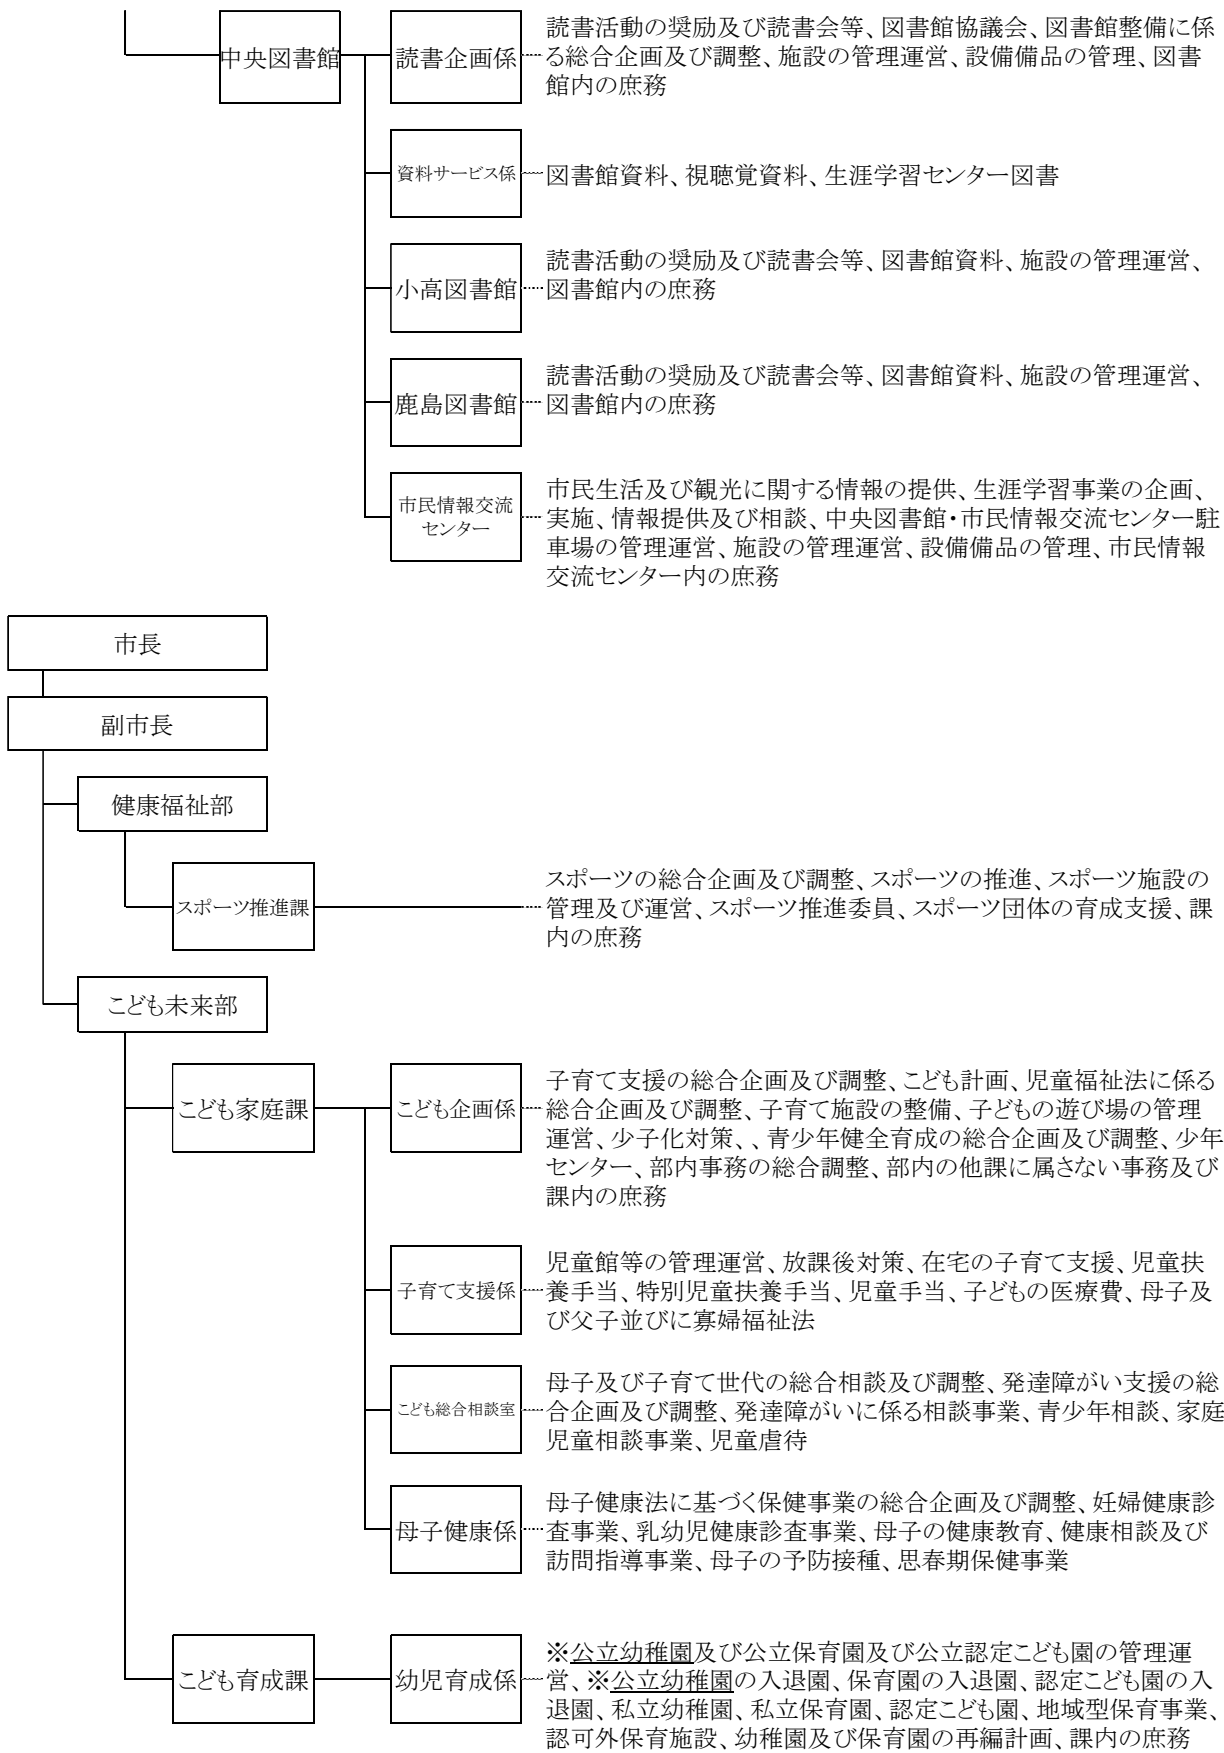 中央図書館
読書企画係
読書活動の奨励及び読書会等、図書館協議会、図書館整備に係
る総合企画及び調整、施設の管理運営、設備備品の管理、図書
館内の庶務
資料サービス係
図書館資料、視聴覚資料、生涯学習センター図書
小高図書館
読書活動の奨励及び読書会等、図書館資料、施設の管理運営、
図書館内の庶務
鹿島図書館
読書活動の奨励及び読書会等、図書館資料、施設の管理運営、
図書館内の庶務
市民情報交流
センター
市民生活及び観光に関する情報の提供、生涯学習事業の企画、
実施、情報提供及び相談、中央図書館・市民情報交流センター駐
車場の管理運営、施設の管理運営、設備備品の管理、市民情報
交流センター内の庶務
市長
副市長
健康福祉部
スポーツ推進課
スポーツの総合企画及び調整、スポーツの推進、スポーツ施設の
管理及び運営、スポーツ推進委員、スポーツ団体の育成支援、課
内の庶務
こども未来部
こども家庭課
こども企画係
子育て支援の総合企画及び調整、こども計画、児童福祉法に係る
総合企画及び調整、子育て施設の整備、子どもの遊び場の管理
運営、少子化対策、、青少年健全育成の総合企画及び調整、少年
センター、部内事務の総合調整、部内の他課に属さない事務及び
課内の庶務
子育て支援係
児童館等の管理運営、放課後対策、在宅の子育て支援、児童扶
養手当、特別児童扶養手当、児童手当、子どもの医療費、母子及
び父子並びに寡婦福祉法
こども総合相談室
母子及び子育て世代の総合相談及び調整、発達障がい支援の総
合企画及び調整、発達障がいに係る相談事業、青少年相談、家庭
児童相談事業、児童虐待
母子健康係
母子健康法に基づく保健事業の総合企画及び調整、妊婦健康診
査事業、乳幼児健康診査事業、母子の健康教育、健康相談及び
訪問指導事業、母子の予防接種、思春期保健事業
こども育成課
幼児育成係
※公立幼稚園及び公立保育園及び公立認定こども園の管理運
営、※公立幼稚園の入退園、保育園の入退園、認定こども園の入
退園、私立幼稚園、私立保育園、認定こども園、地域型保育事業、
認可外保育施設、幼稚園及び保育園の再編計画、課内の庶務